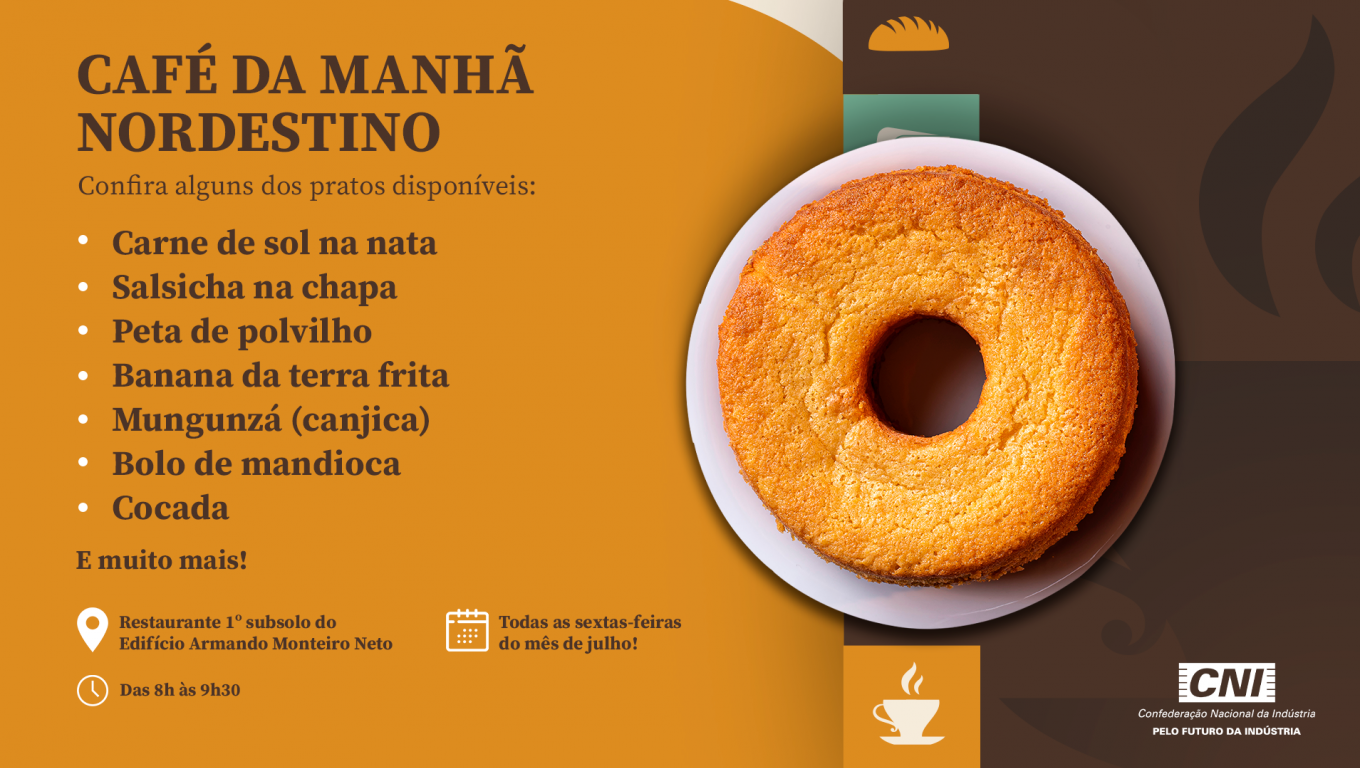 CAFÉ DA MANHÃ
NORDESTINO
Confira alguns dos pratos disponíveis:
• Carne de sol na nata
• Salsicha na chapa
• Peta de polvilho
• Banana da terra frita
• Mungunzá (canjica)
• Bolo de mandioca
• Cocada
E muito mais!
Restaurante 1º subsolo do
Edifício Armando Monteiro Neto
Todas as sextas-feiras
do mês de julho!
Das 8h às 9h30
CNI
Confederação Nacional da Indústria
PELO FUTURO DA INDÚSTRIA